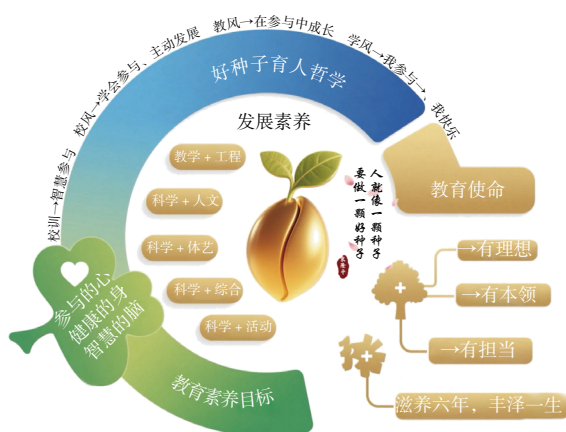 校训→智慧参与 校风→学会参与、主动发展 教风→在参与中成长 学风→我参与→、我快乐
好种子育人哲学
发展素养
教学+工程
科学+人文
科学+体艺
科学+综合
科学+活动
人就像一颗种子
要做一颗好种子
教育使命
→有理想
→有本领
→有担当
滋养六年，丰泽一生
参与的心
健康的身
智慧的脑
教育素养目标